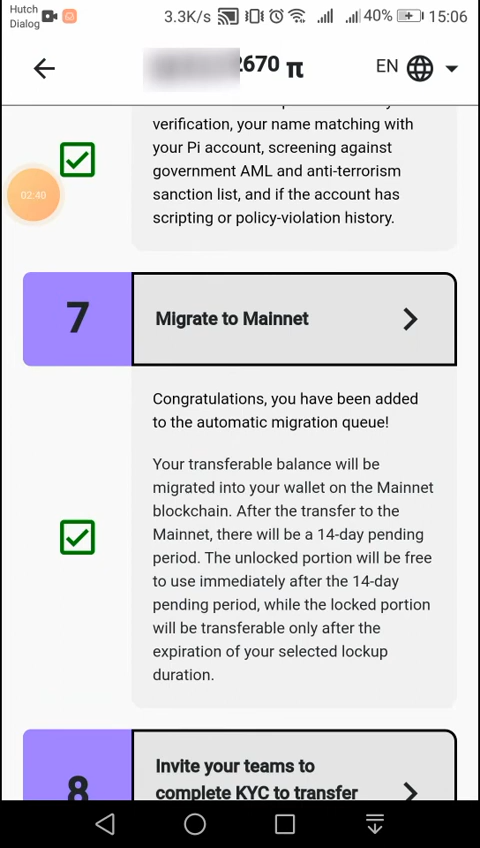 Hutch
Dialog
3.3K/s
40%
15:06
2670 π
EN
verification, your name matching with
your Pi account, screening against
government AML and anti-terrorism
sanction list, and if the account has
scripting or policy-violation history.
02:40
7
Migrate to Mainnet
Congratulations, you have been added
to the automatic migration queue!
Your transferable balance will be
migrated into your wallet on the Mainnet
blockchain. After the transfer to the
Mainnet, there will be a 14-day pending
period. The unlocked portion will be free
to use immediately after the 14-day
pending period, while the locked portion
will be transferable only after the
expiration of your selected lockup
duration.
8
Invite your teams to
complete KYC to transfer